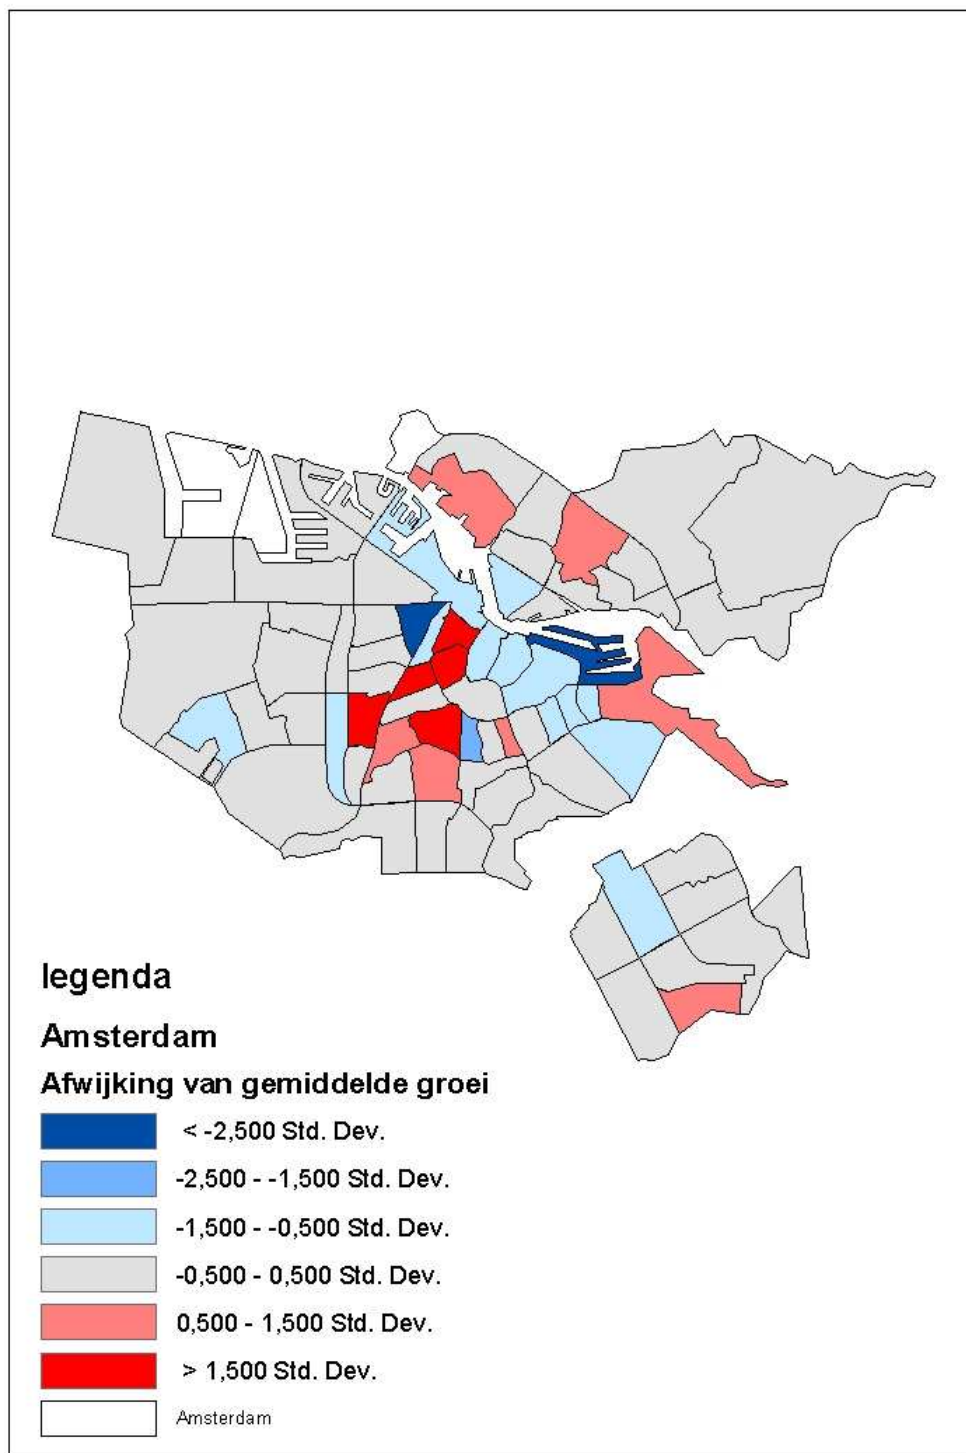 legenda
Amsterdam
Afwijking van gemiddelde groei
< -2,500 Std. Dev.
-2,500 - -1,500 Std. Dev.
-1,500 - -0,500 Std. Dev.
-0,500 - 0,500 Std. Dev.
0,500 - 1,500 Std. Dev.
> 1,500 Std. Dev.
Amsterdam